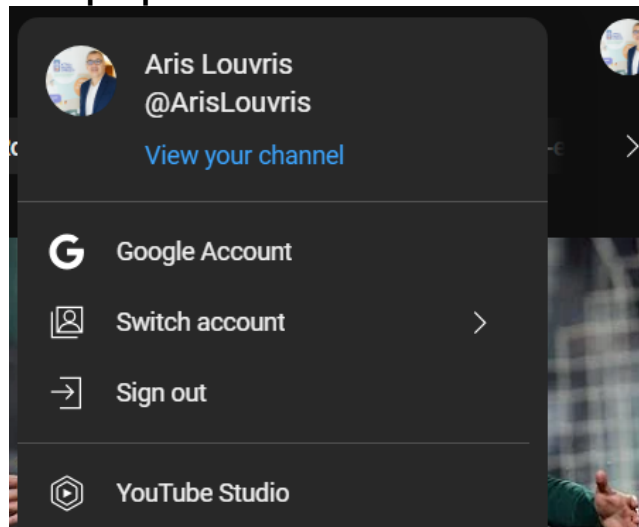 Aris Louvris
@ArisLouvris
View your channel
Google Account
Switch account
Sign out
YouTube Studio